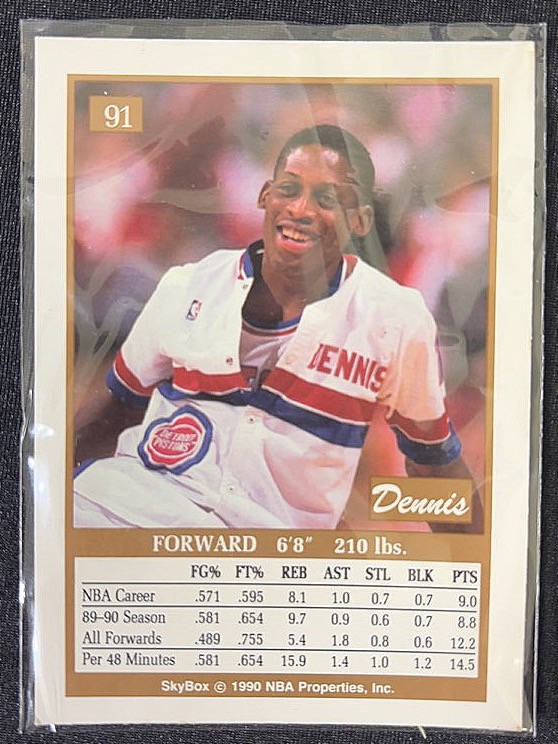 91
DENNIS
DETROIT
PISTONS
Dennis
FORWARD 6'8" 210 lbs.
FG% FT% REB AST STL BLK PTS
NBA Career .571 .595 8.1 1.0 0.7 0.7 9.0
89–90 Season .581 .654 9.7 0.9 0.6 0.7 8.8
All Forwards .489 .755 5.4 1.8 0.8 0.6 12.2
Per 48 Minutes .581 .654 15.9 1.4 1.0 1.2 14.5
SkyBox © 1990 NBA Properties, Inc.